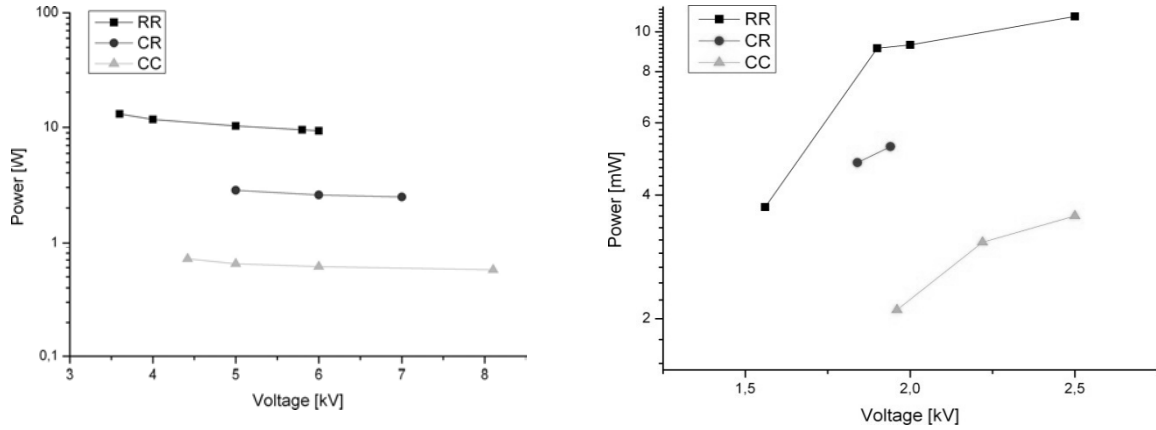 100
10
1
0,1
Power [W]
RR
CR
CC
3 4 5 6 7 8
Voltage [kV]
10
8
6
4
2
Power [mW]
RR
CR
CC
1,5 2,0 2,5
Voltage [kV]